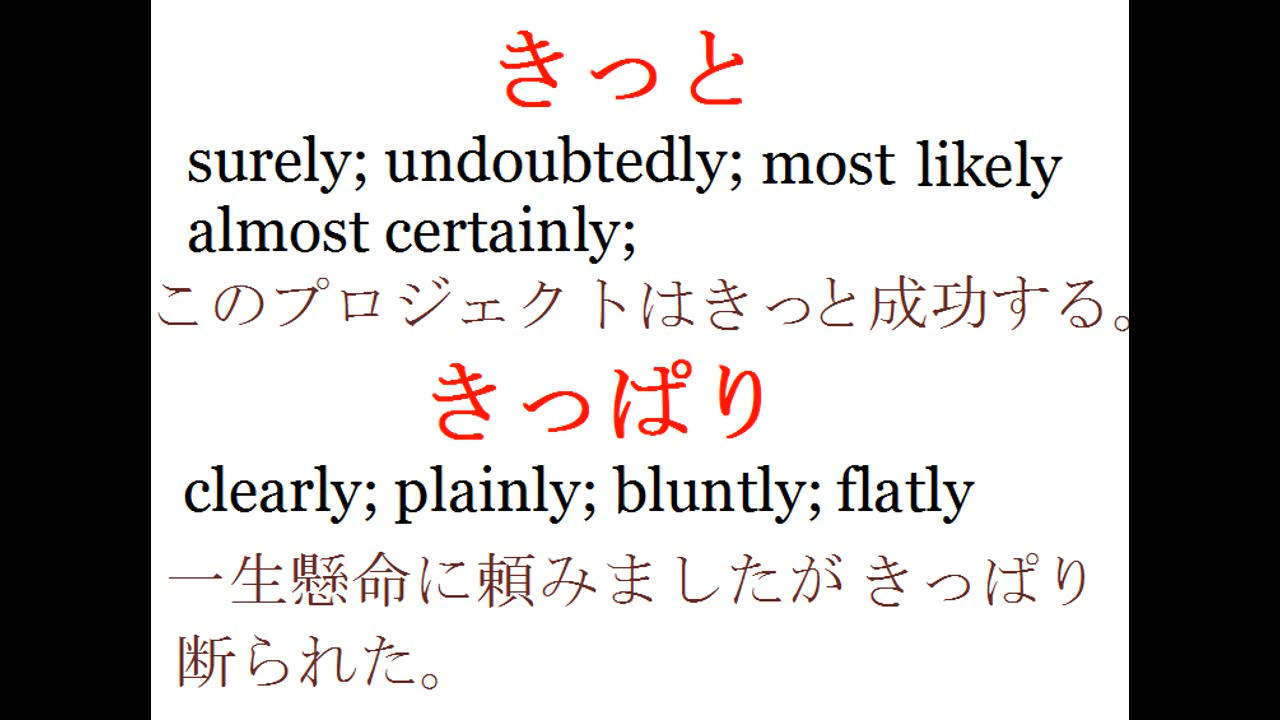 きっと
surely; undoubtedly; most likely
almost certainly;
このプロジェクトはきっと成功する。
きっぱり
clearly; plainly; bluntly; flatly
一生懸命に頼みましたが きっぱり
断られた。